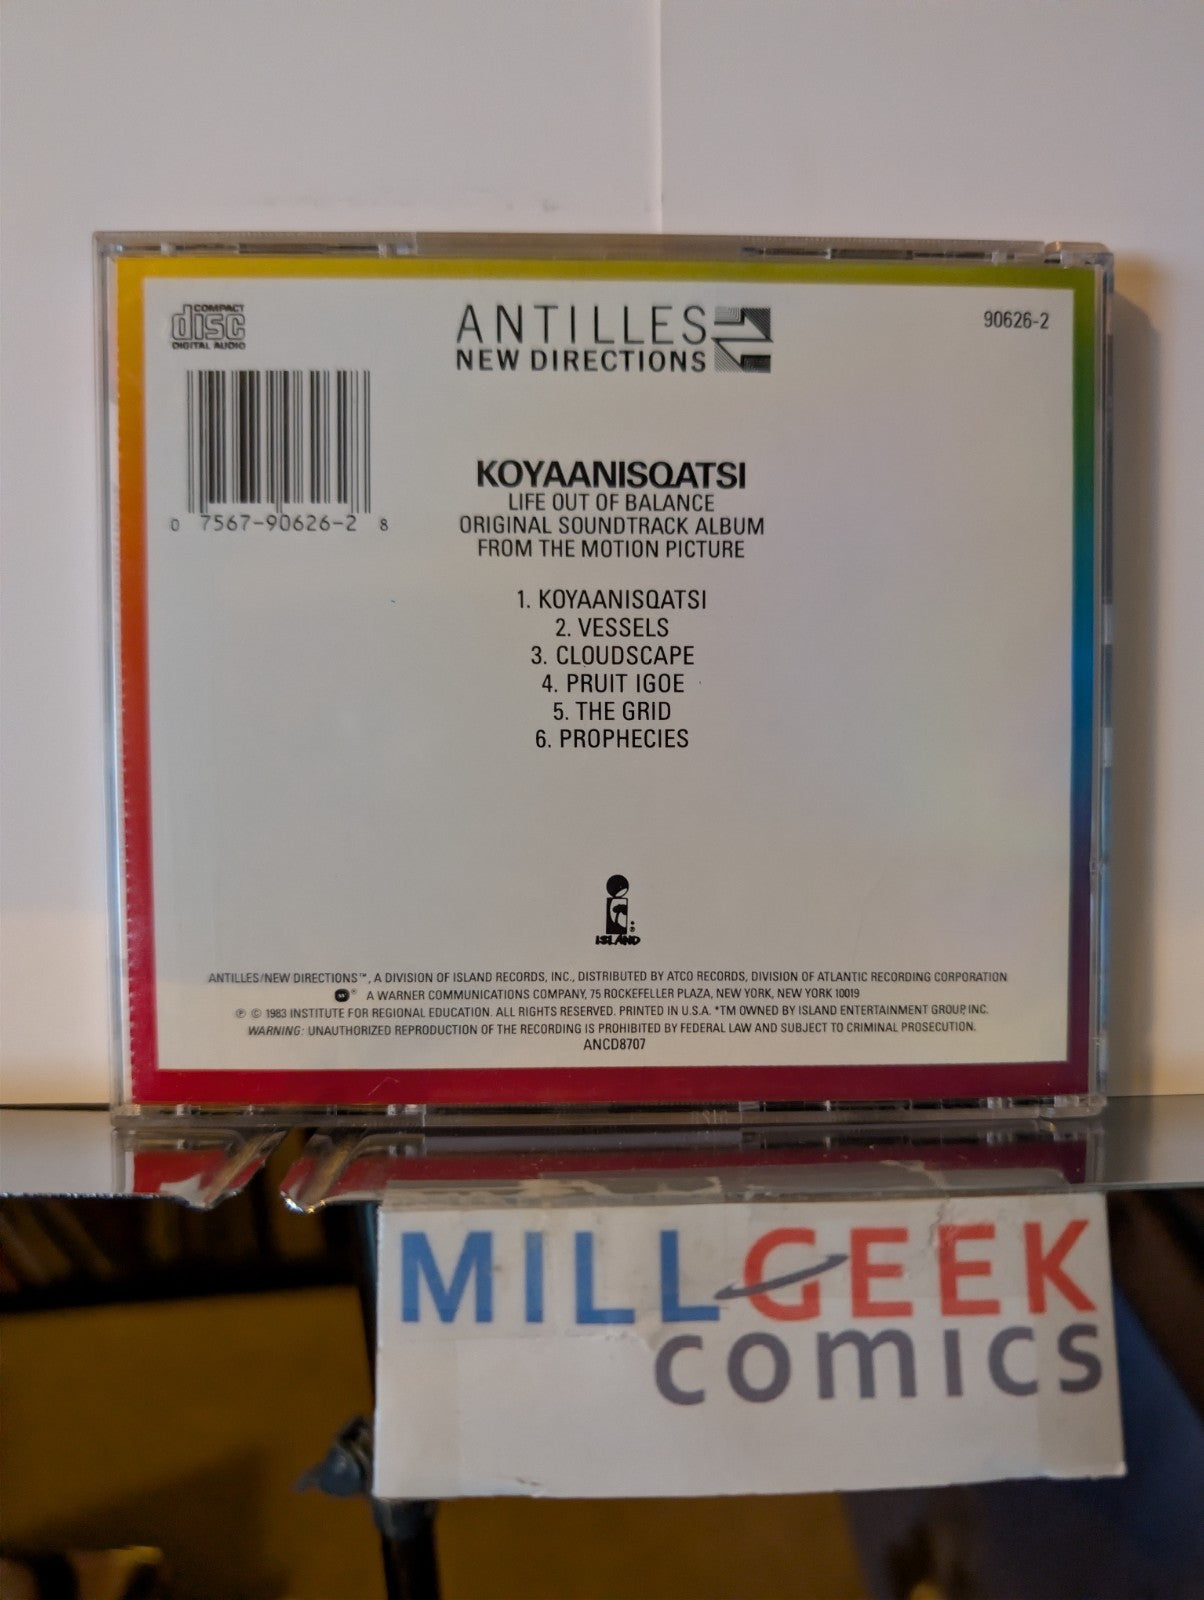 COMPACT
disc
DIGITAL AUDIO
ANTILLES
NEW DIRECTIONS
90626-2
0 7567-90626-2 8
KOYAANISQATSI
LIFE OUT OF BALANCE
ORIGINAL SOUNDTRACK ALBUM
FROM THE MOTION PICTURE
1. KOYAANISQATSI
2. VESSELS
3. CLOUDSCAPE
4. PRUIT IGOE
5. THE GRID
6. PROPHECIES
ISLAND
ANTILLES/NEW DIRECTIONS™, A DIVISION OF ISLAND RECORDS, INC., DISTRIBUTED BY ATCO RECORDS, DIVISION OF ATLANTIC RECORDING CORPORATION
® A WARNER COMMUNICATIONS COMPANY, 75 ROCKEFELLER PLAZA, NEW YORK, NEW YORK 10019
℗ © 1983 INSTITUTE FOR REGIONAL EDUCATION. ALL RIGHTS RESERVED. PRINTED IN U.S.A. *TM OWNED BY ISLAND ENTERTAINMENT GROUP, INC.
WARNING: UNAUTHORIZED REPRODUCTION OF THE RECORDING IS PROHIBITED BY FEDERAL LAW AND SUBJECT TO CRIMINAL PROSECUTION.
ANCD8707
MILLGEEK
comics